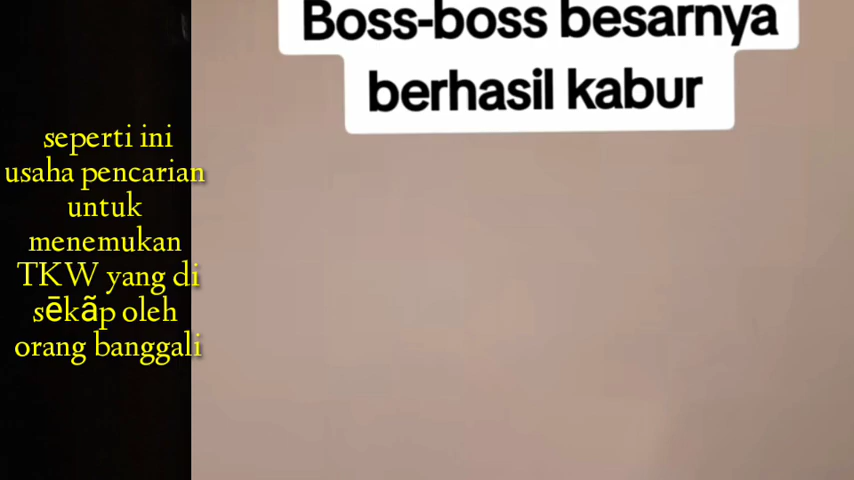 Boss-boss besarnya
berhasil kabur
seperti ini
usaha pencarian
untuk
menemukan
TKW yang di
sēkãp oleh
orang banggali